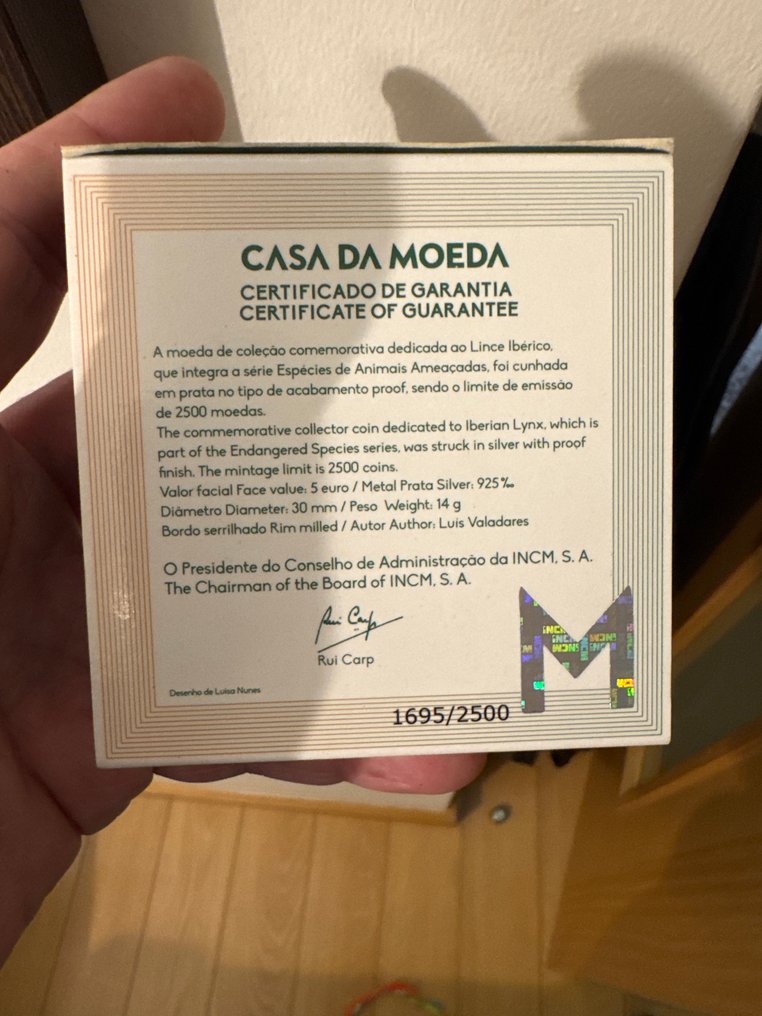 CASA DA MOEDA
CERTIFICADO DE GARANTIA
CERTIFICATE OF GUARANTEE
A moeda de coleção comemorativa dedicada ao Lince Ibérico,
que integra a série Espécies de Animais Ameaçadas, foi cunhada
em prata no tipo de acabamento proof, sendo o limite de emissão
de 2500 moedas.
The commemorative collector coin dedicated to Iberian Lynx, which is
part of the Endangered Species series, was struck in silver with proof
finish. The mintage limit is 2500 coins.
Valor facial Face value: 5 euro / Metal Prata Silver: 925‰
Diâmetro Diameter: 30 mm / Peso Weight: 14 g
Bordo serrilhado Rim milled / Autor Author: Luís Valadares
O Presidente do Conselho de Administração da INCM, S. A.
The Chairman of the Board of INCM, S. A.
Rui Carp
Rui Carp
Desenho de Luísa Nunes
1695/2500
M
INCM